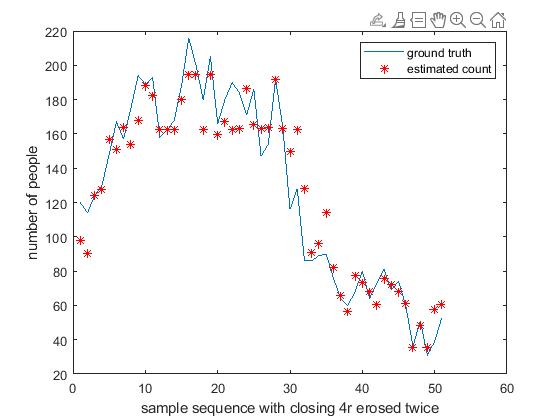 220
200
180
160
140
120
100
80
60
40
20
0 10 20 30 40 50 60
number of people
sample sequence with closing 4r erosed twice
ground truth
estimated count